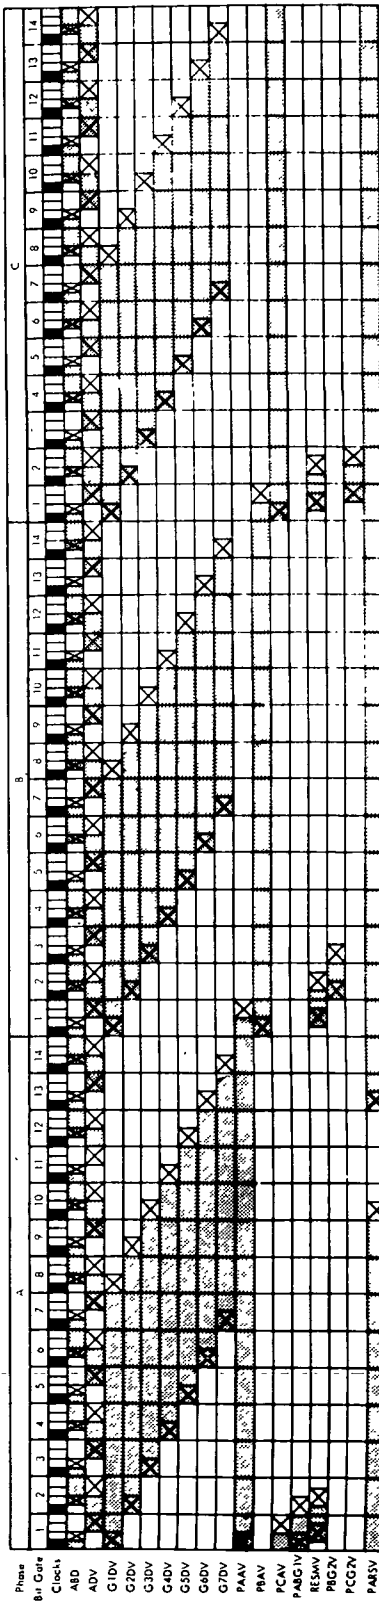 Phase A B C
Bit Gate 1 2 3 4 5 6 7 8 9 10 11 12 13 14 1 2 3 4 5 6 7 8 9 10 11 12 13 14 1 2 4 5 6 7 8 9 10 11 12 13 14
Clocks
ABD
ADV
G1DV
G2DV
G3DV
G4DV
G5DV
G6DV
G7DV
PAAV
PBAV
PCAV
PABG1V
RESMV
PBG2V
PCG2V
PARSV